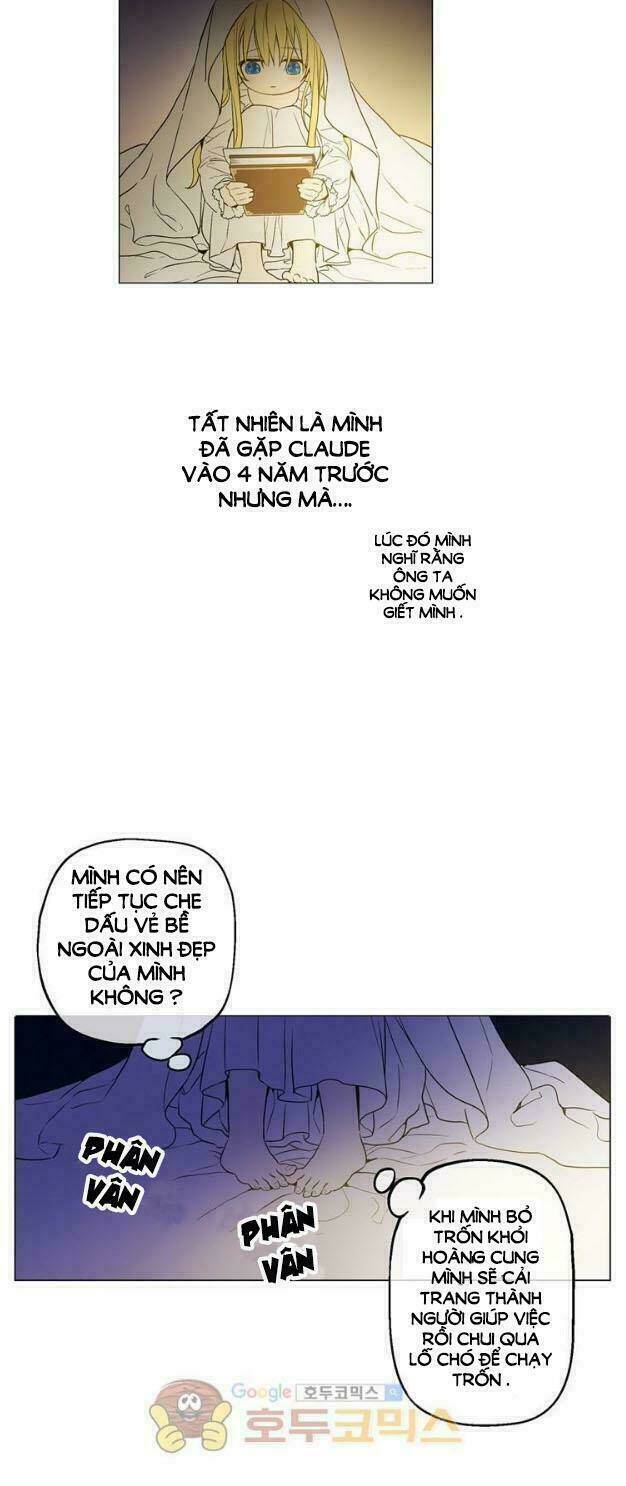 TẤT NHIÊN LÀ MÌNH
ĐÃ GẶP CLAUDE
VÀO 4 NĂM TRƯỚC
NHƯNG MÀ....
LÚC ĐÓ MÌNH
NGHĨ RẰNG
ÔNG TA
KHÔNG MUỐN
GIẾT MÌNH .
MÌNH CÓ NÊN
TIẾP TỤC CHE
DẤU VẺ BỀ
NGOÀI XINH ĐẸP
CỦA MÌNH
KHÔNG ?
PHÂN
VÂN
PHÂN
VÂN
KHI MÌNH BỎ
TRỐN KHỎI
HOÀNG CUNG
MÌNH SẼ CẢI
TRANG THÀNH
NGƯỜI GIÚP VIỆC
RỒI CHUI QUA
LỖ CHÓ ĐỂ CHẠY
TRỐN .
Google 호두코믹스
호두코믹스